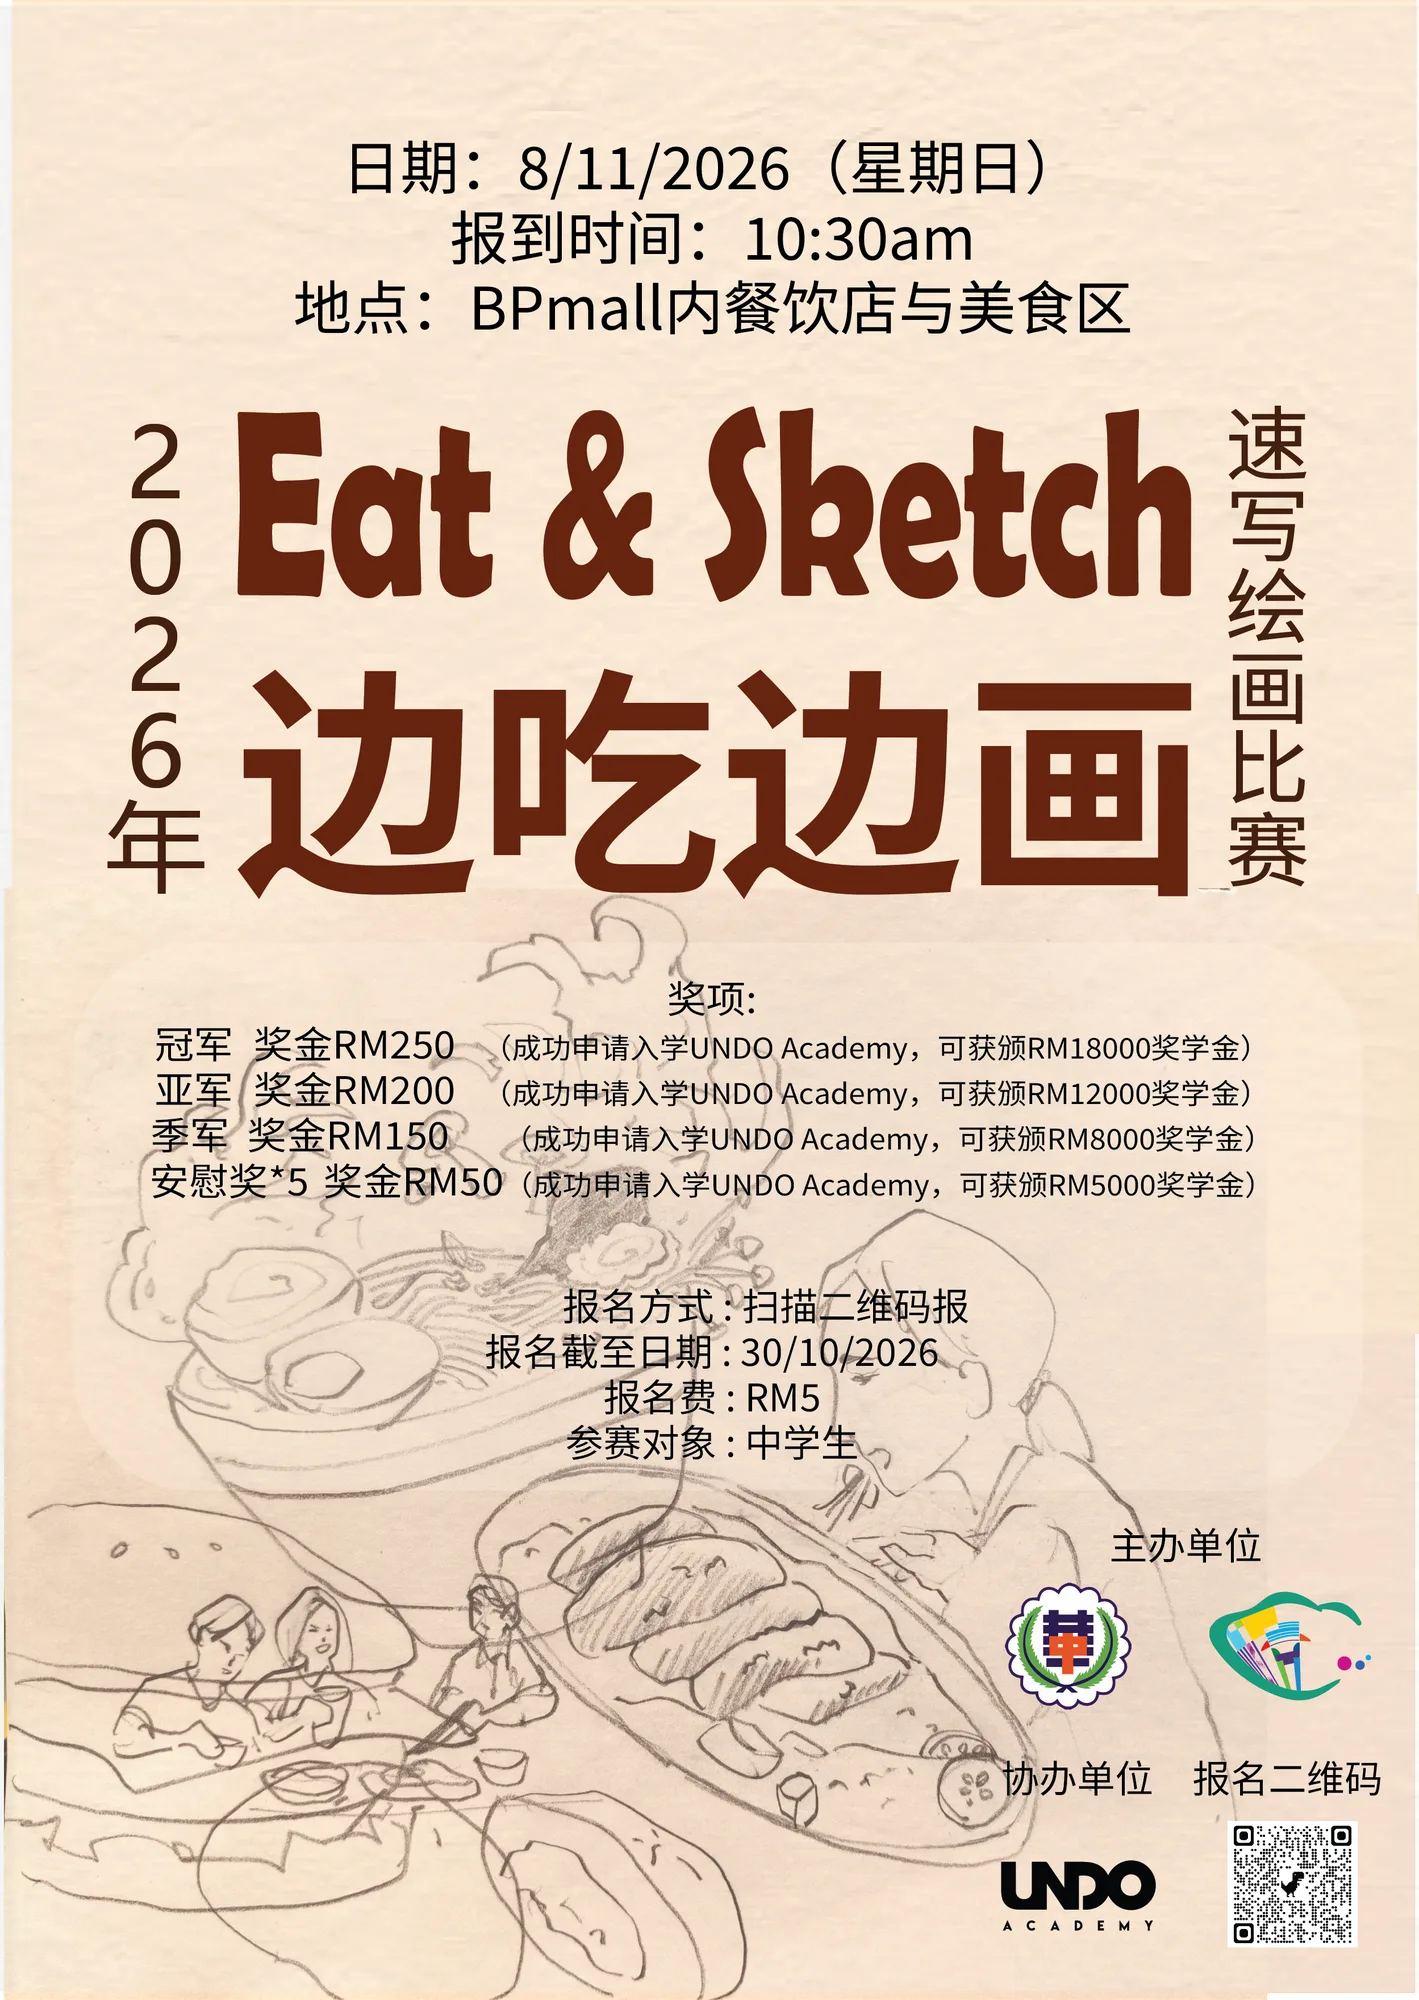 日期：8/11/2026（星期日）
报到时间：10:30am
地点：BPmall内餐饮店与美食区
2026年
Eat & Sketch
边吃边画
速写绘画比赛
奖项:
冠军 奖金RM250 （成功申请入学UNDO Academy，可获颁RM18000奖学金）
亚军 奖金RM200 （成功申请入学UNDO Academy，可获颁RM12000奖学金）
季军 奖金RM150 （成功申请入学UNDO Academy，可获颁RM8000奖学金）
安慰奖*5 奖金RM50（成功申请入学UNDO Academy，可获颁RM5000奖学金）
报名方式 : 扫描二维码报
报名截至日期 : 30/10/2026
报名费 : RM5
参赛对象 : 中学生
主办单位
协办单位
报名二维码
UNDO
ACADEMY